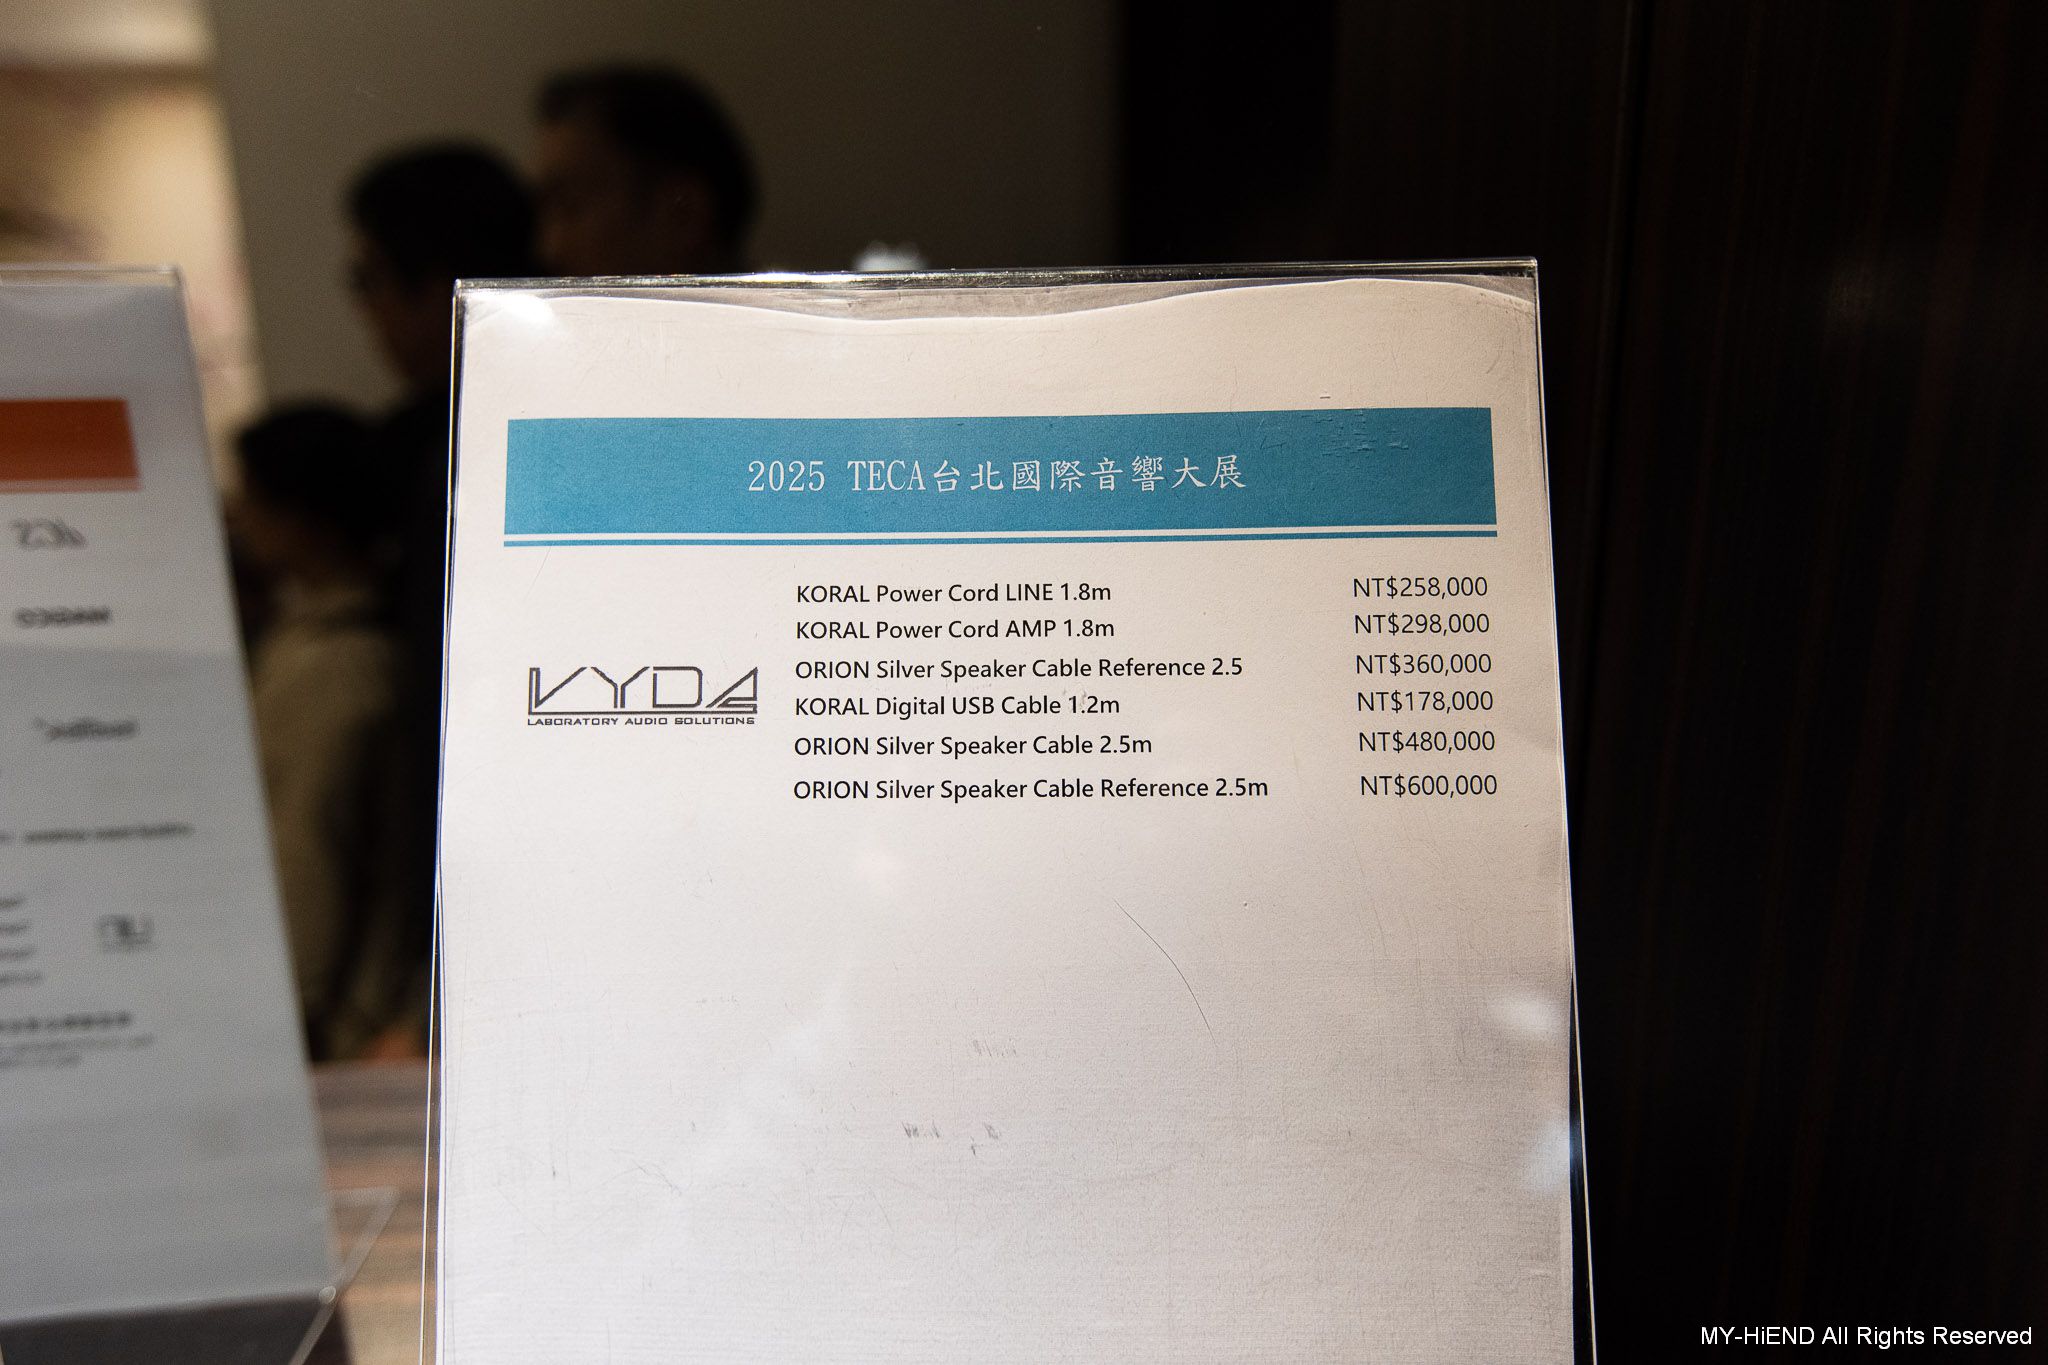 2025 TECA台北國際音響大展
KORAL Power Cord LINE 1.8m NT$258,000
KORAL Power Cord AMP 1.8m NT$298,000
ORION Silver Speaker Cable Reference 2.5 NT$360,000
KORAL Digital USB Cable 1.2m NT$178,000
ORION Silver Speaker Cable 2.5m NT$480,000
ORION Silver Speaker Cable Reference 2.5m NT$600,000
KYDA
LABORATORY AUDIO SOLUTIONS
MY-HiEND All Rights Reserved